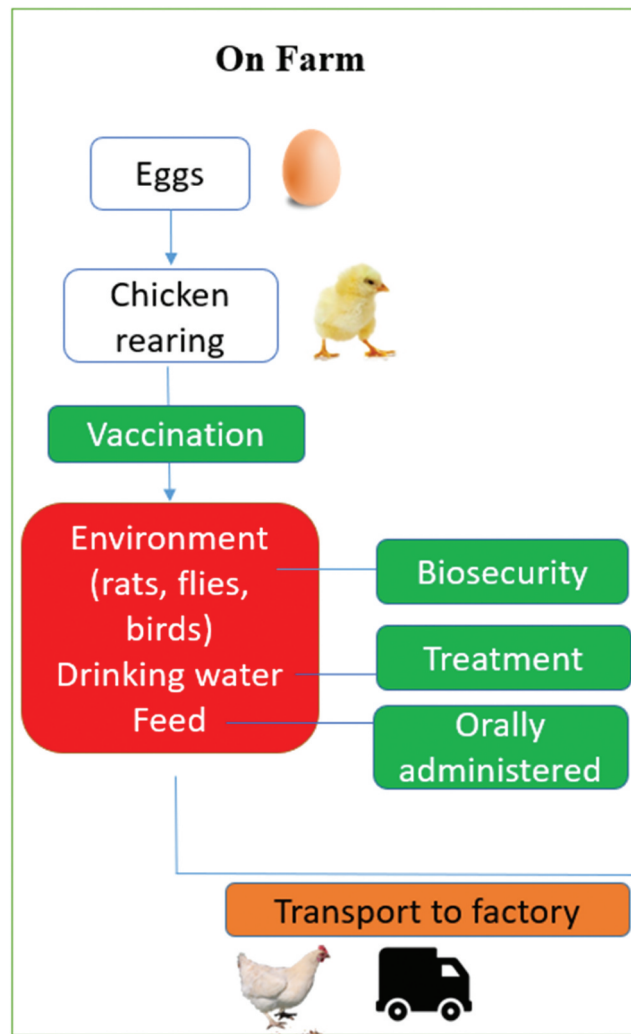 On Farm
Eggs
Chicken
rearing
Vaccination
Environment
(rats, flies,
birds)
Drinking water
Feed
Biosecurity
Treatment
Orally
administered
Transport to factory